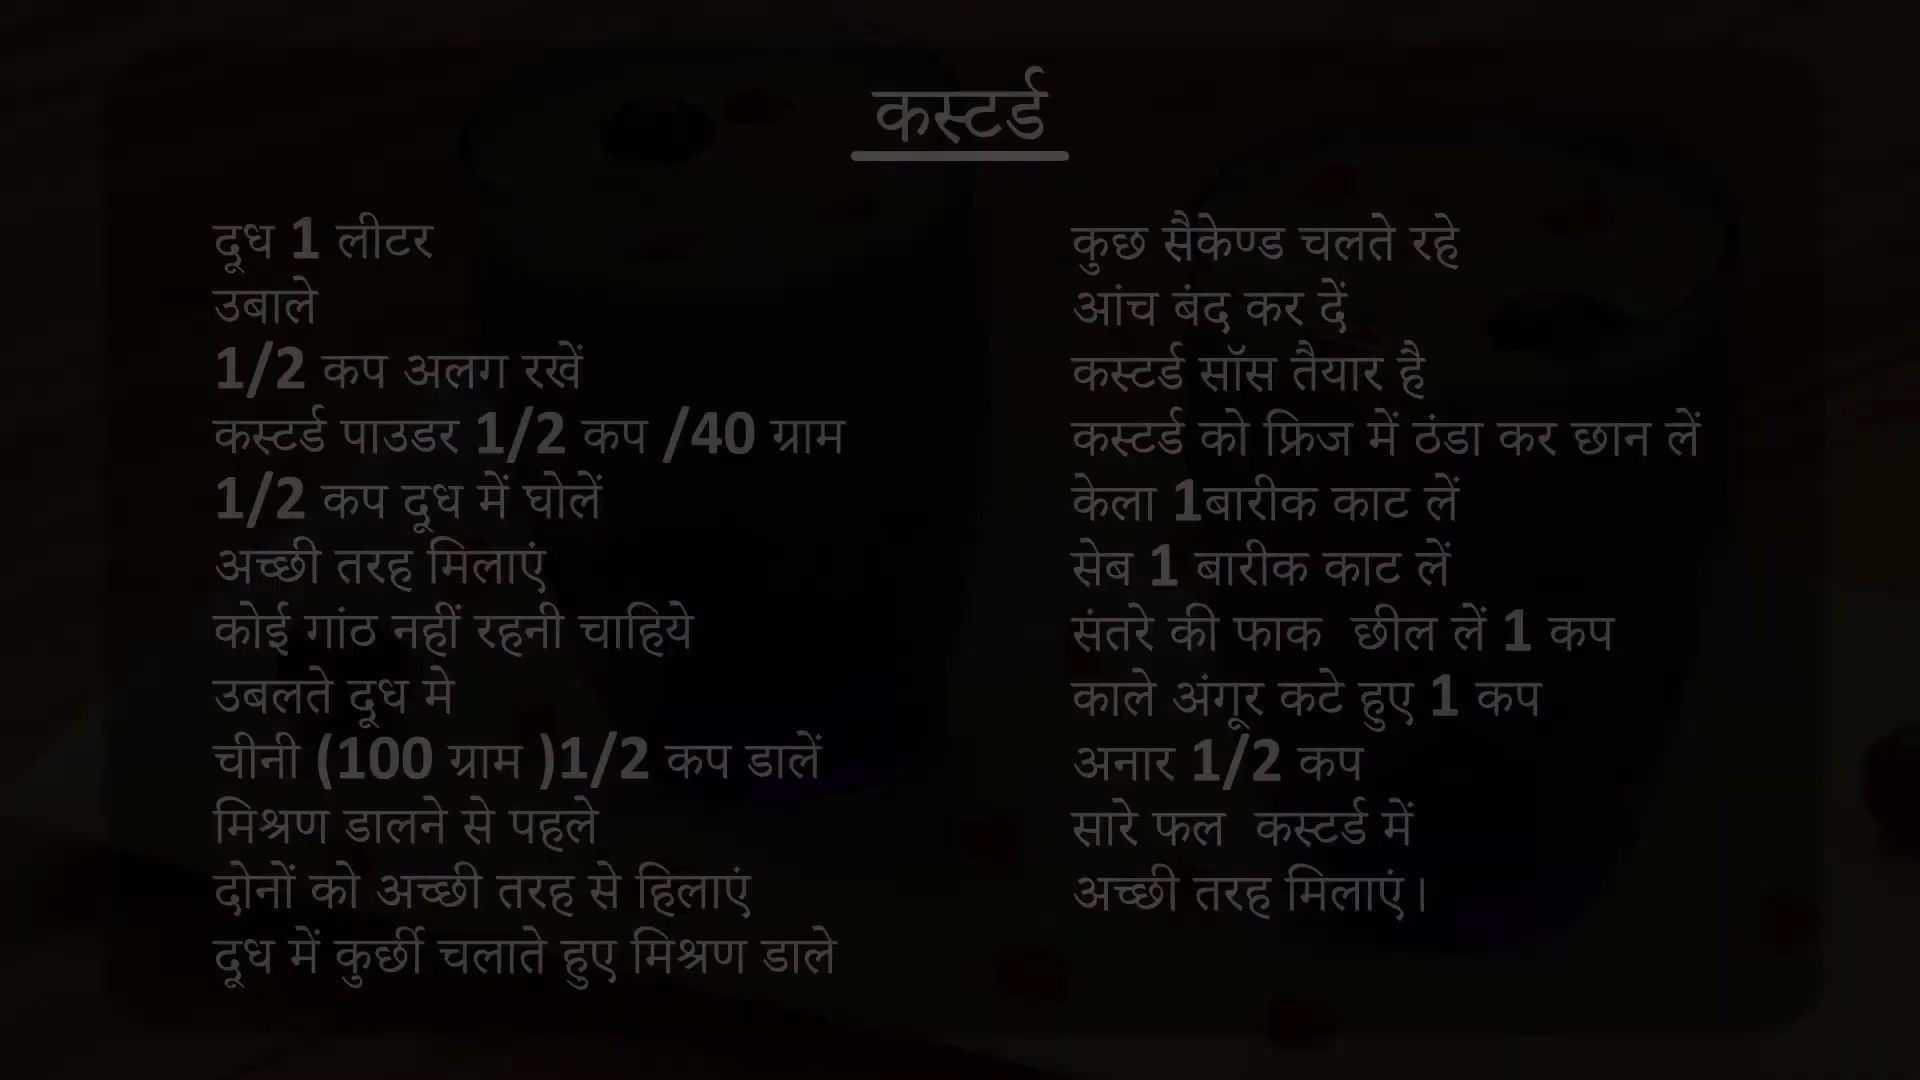 कस्टर्ड
दूध 1 लीटर
उबाले
1/2 कप अलग रखें
कस्टर्ड पाउडर 1/2 कप /40 ग्राम
1/2 कप दूध में घोलें
अच्छी तरह मिलाएं
कोई गांठ नहीं रहनी चाहिये
उबलते दूध मे
चीनी (100 ग्राम )1/2 कप डालें
मिश्रण डालने से पहले
दोनों को अच्छी तरह से हिलाएं
दूध में कुर्छी चलाते हुए मिश्रण डाले
कुछ सैकेण्ड चलते रहे
आंच बंद कर दें
कस्टर्ड सॉस तैयार है
कस्टर्ड को फ्रिज में ठंडा कर छान लें
केला 1बारीक काट लें
सेब 1 बारीक काट लें
संतरे की फाक  छील लें 1 कप
काले अंगूर कटे हुए 1 कप
अनार 1/2 कप
सारे फल  कस्टर्ड में
अच्छी तरह मिलाएं।